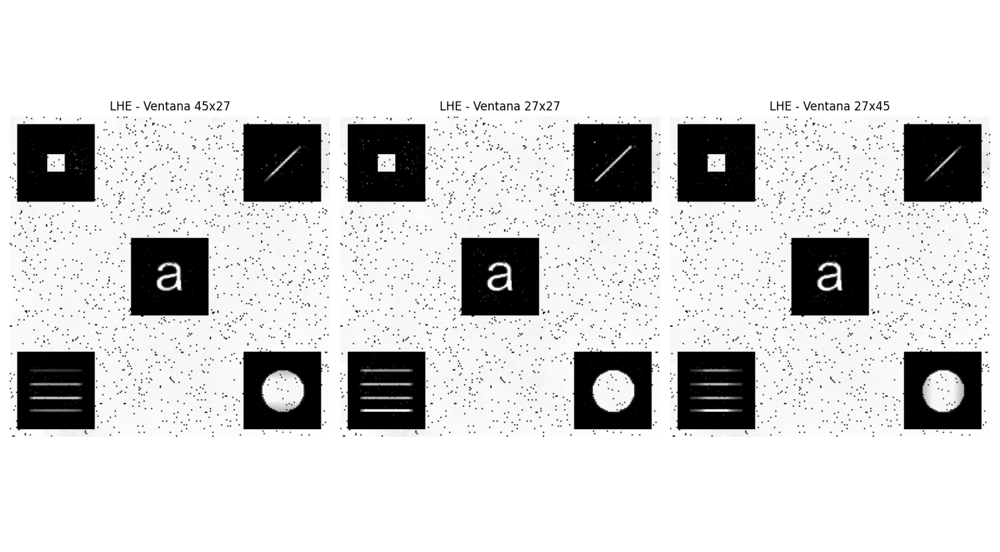 LHE - Ventana 45x27
LHE - Ventana 27x27
LHE - Ventana 27x45
a
a
a